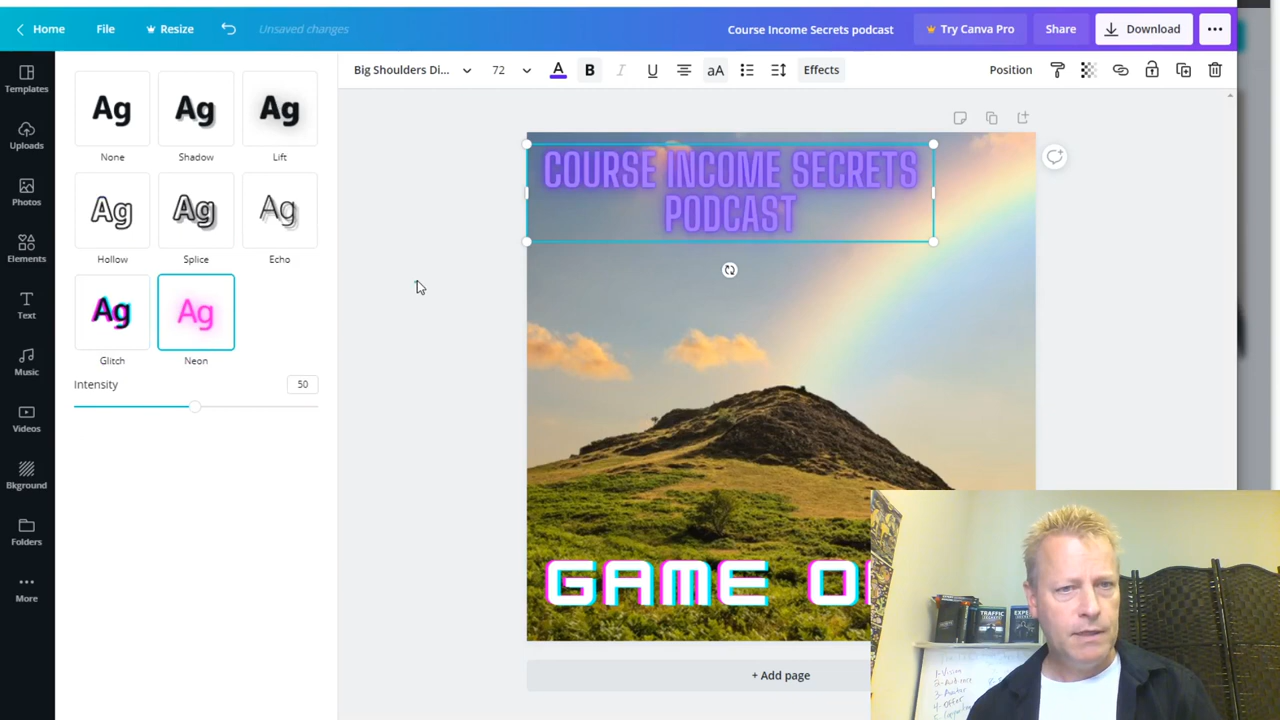 Home
File
Resize
Unsaved changes
Course Income Secrets podcast
Try Canva Pro
Share
Download
Templates
Uploads
Photos
Elements
Text
Music
Videos
Bkground
Folders
More
Big Shoulders Di...
72
A
B
I
U
aA
Effects
Position
Ag
None
Ag
Shadow
Ag
Lift
Ag
Hollow
Ag
Splice
Ag
Echo
Ag
Glitch
Ag
Neon
Intensity
50
COURSE INCOME SECRETS
PODCAST
GAME
+ Add page
TRAFFIC